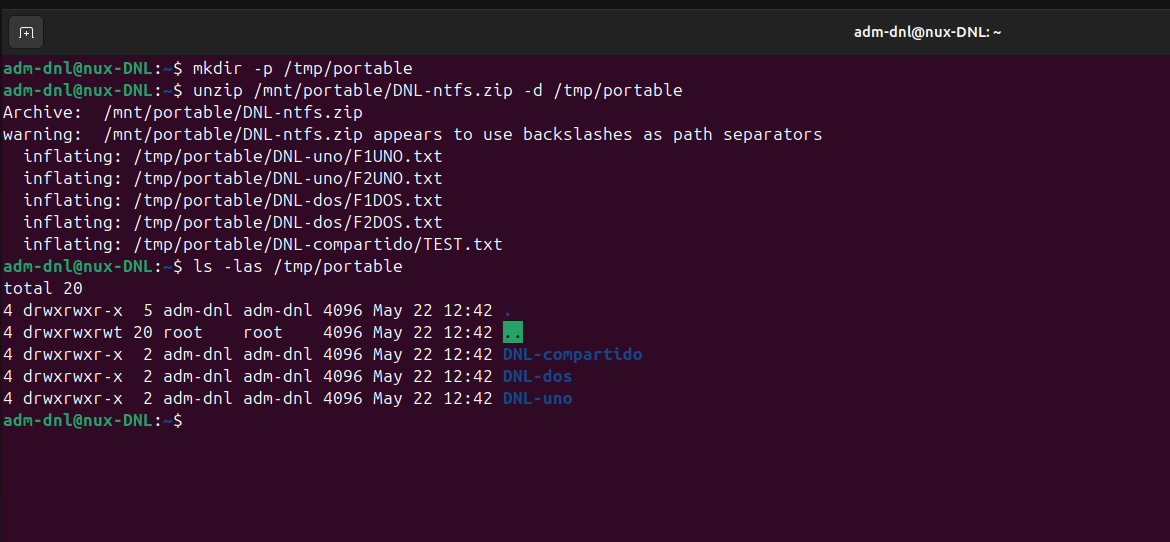 adm-dnl@nux-DNL: ~
adm-dnl@nux-DNL:~$ mkdir -p /tmp/portable
adm-dnl@nux-DNL:~$ unzip /mnt/portable/DNL-ntfs.zip -d /tmp/portable
Archive:  /mnt/portable/DNL-ntfs.zip
warning:  /mnt/portable/DNL-ntfs.zip appears to use backslashes as path separators
  inflating: /tmp/portable/DNL-uno/F1UNO.txt
  inflating: /tmp/portable/DNL-uno/F2UNO.txt
  inflating: /tmp/portable/DNL-dos/F1DOS.txt
  inflating: /tmp/portable/DNL-dos/F2DOS.txt
  inflating: /tmp/portable/DNL-compartido/TEST.txt
adm-dnl@nux-DNL:~$ ls -las /tmp/portable
total 20
4 drwxrwxr-x  5 adm-dnl adm-dnl 4096 May 22 12:42 .
4 drwxrwxrwt 20 root    root    4096 May 22 12:42 ..
4 drwxrwxr-x  2 adm-dnl adm-dnl 4096 May 22 12:42 DNL-compartido
4 drwxrwxr-x  2 adm-dnl adm-dnl 4096 May 22 12:42 DNL-dos
4 drwxrwxr-x  2 adm-dnl adm-dnl 4096 May 22 12:42 DNL-uno
adm-dnl@nux-DNL:~$